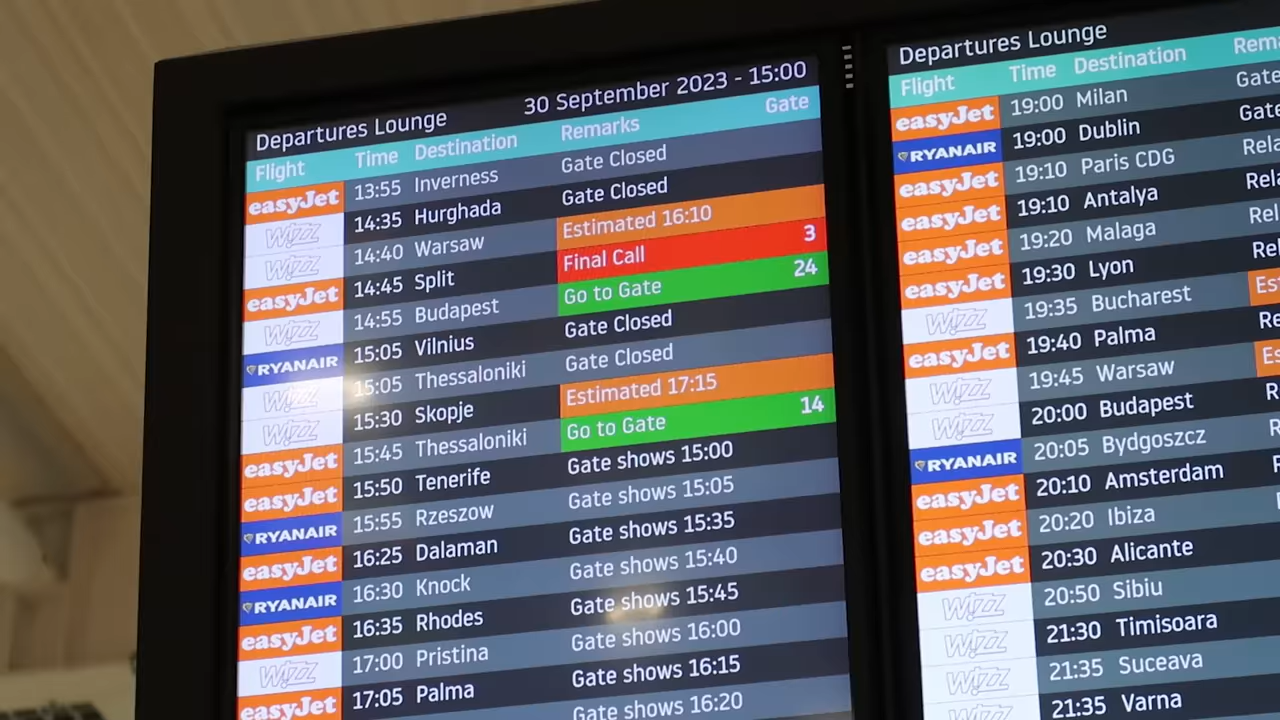 Departures Lounge 30 September 2023 - 15:00
Flight Time Destination Remarks Gate
easyJet 13:55 Inverness Gate Closed
WIZZ 14:35 Hurghada Gate Closed
WIZZ 14:40 Warsaw Estimated 16:10
easyJet 14:45 Split Final Call 3
WIZZ 14:55 Budapest Go to Gate 24
RYANAIR 15:05 Vilnius Gate Closed
WIZZ 15:05 Thessaloniki Gate Closed
WIZZ 15:30 Skopje Estimated 17:15
easyJet 15:45 Thessaloniki Go to Gate 14
easyJet 15:50 Tenerife Gate shows 15:00
RYANAIR 15:55 Rzeszow Gate shows 15:05
easyJet 16:25 Dalaman Gate shows 15:35
RYANAIR 16:30 Knock Gate shows 15:40
easyJet 16:35 Rhodes Gate shows 15:45
WIZZ 17:00 Pristina Gate shows 16:00
easyJet 17:05 Palma Gate shows 16:15
Gate shows 16:20
Departures Lounge
Flight Time Destination Rema
easyJet 19:00 Milan Gate
RYANAIR 19:00 Dublin Gate
easyJet 19:10 Paris CDG Rela
easyJet 19:10 Antalya Rela
easyJet 19:20 Malaga Rel
easyJet 19:30 Lyon Rel
WIZZ 19:35 Bucharest Est
easyJet 19:40 Palma Re
WIZZ 19:45 Warsaw Es
WIZZ 20:00 Budapest R
RYANAIR 20:05 Bydgoszcz R
easyJet 20:10 Amsterdam R
easyJet 20:20 Ibiza
easyJet 20:30 Alicante
WIZZ 20:50 Sibiu
WIZZ 21:30 Timisoara
WIZZ 21:35 Suceava
WIZZ 21:35 Varna